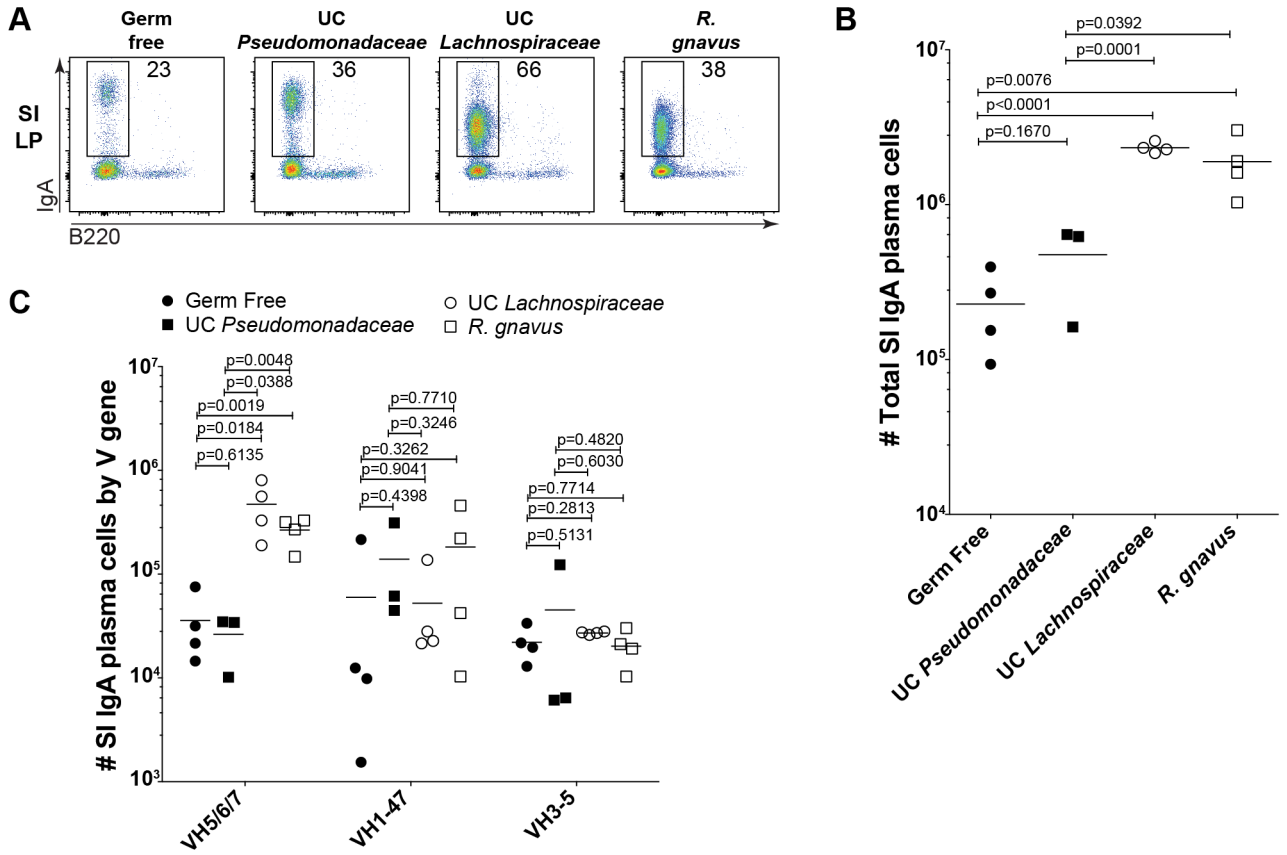 A
Germ
free
UC
Pseudomonadaceae
UC
Lachnospiraceae
R.
gnavus
23
36
66
38
SI
LP
IgA
B220
B
p=0.0392
p=0.0001
p=0.0076
p<0.0001
p=0.1670
# Total SI IgA plasma cells
10⁷
10⁶
10⁵
10⁴
Germ Free
UC Pseudomonadaceae
UC Lachnospiraceae
R. gnavus
C
Germ Free
UC Pseudomonadaceae
UC Lachnospiraceae
R. gnavus
# SI IgA plasma cells by V gene
10⁷
10⁶
10⁵
10⁴
10³
p=0.0048
p=0.0388
p=0.0019
p=0.0184
p=0.6135
p=0.7710
p=0.3246
p=0.3262
p=0.9041
p=0.4398
p=0.4820
p=0.6030
p=0.7714
p=0.2813
p=0.5131
VH5/6/7
VH1-47
VH3-5